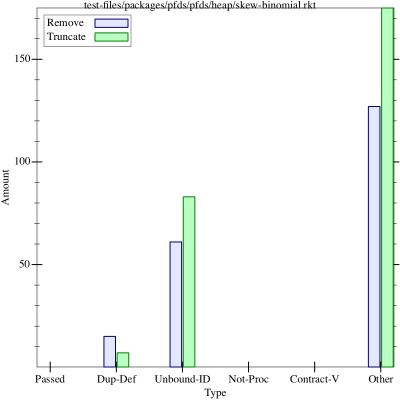 test-files/packages/pfds/pfds/heap/skew-binomial.rkt
Remove
Truncate
150
100
50
Amount
Passed Dup-Def Unbound-ID Not-Proc Contract-V Other
Type